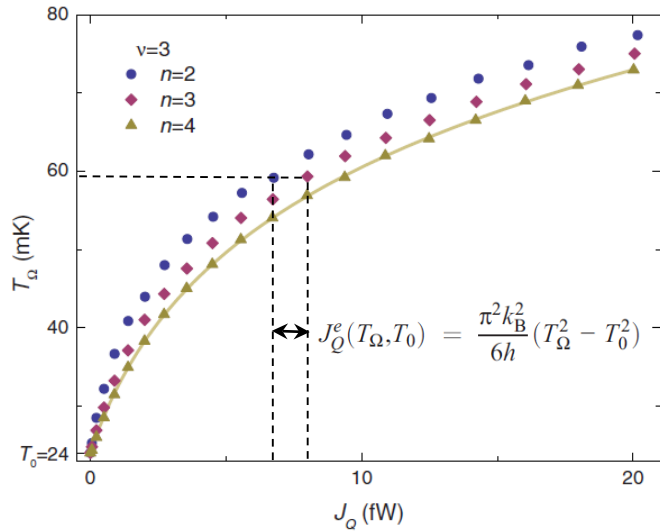 80
ν=3
n=2
n=3
n=4
60
T_Ω (mK)
40
J_Q^e(T_Ω,T_0) = π²k_B²/6h (T_Ω² − T_0²)
T_0=24
0
10
20
J_Q (fW)